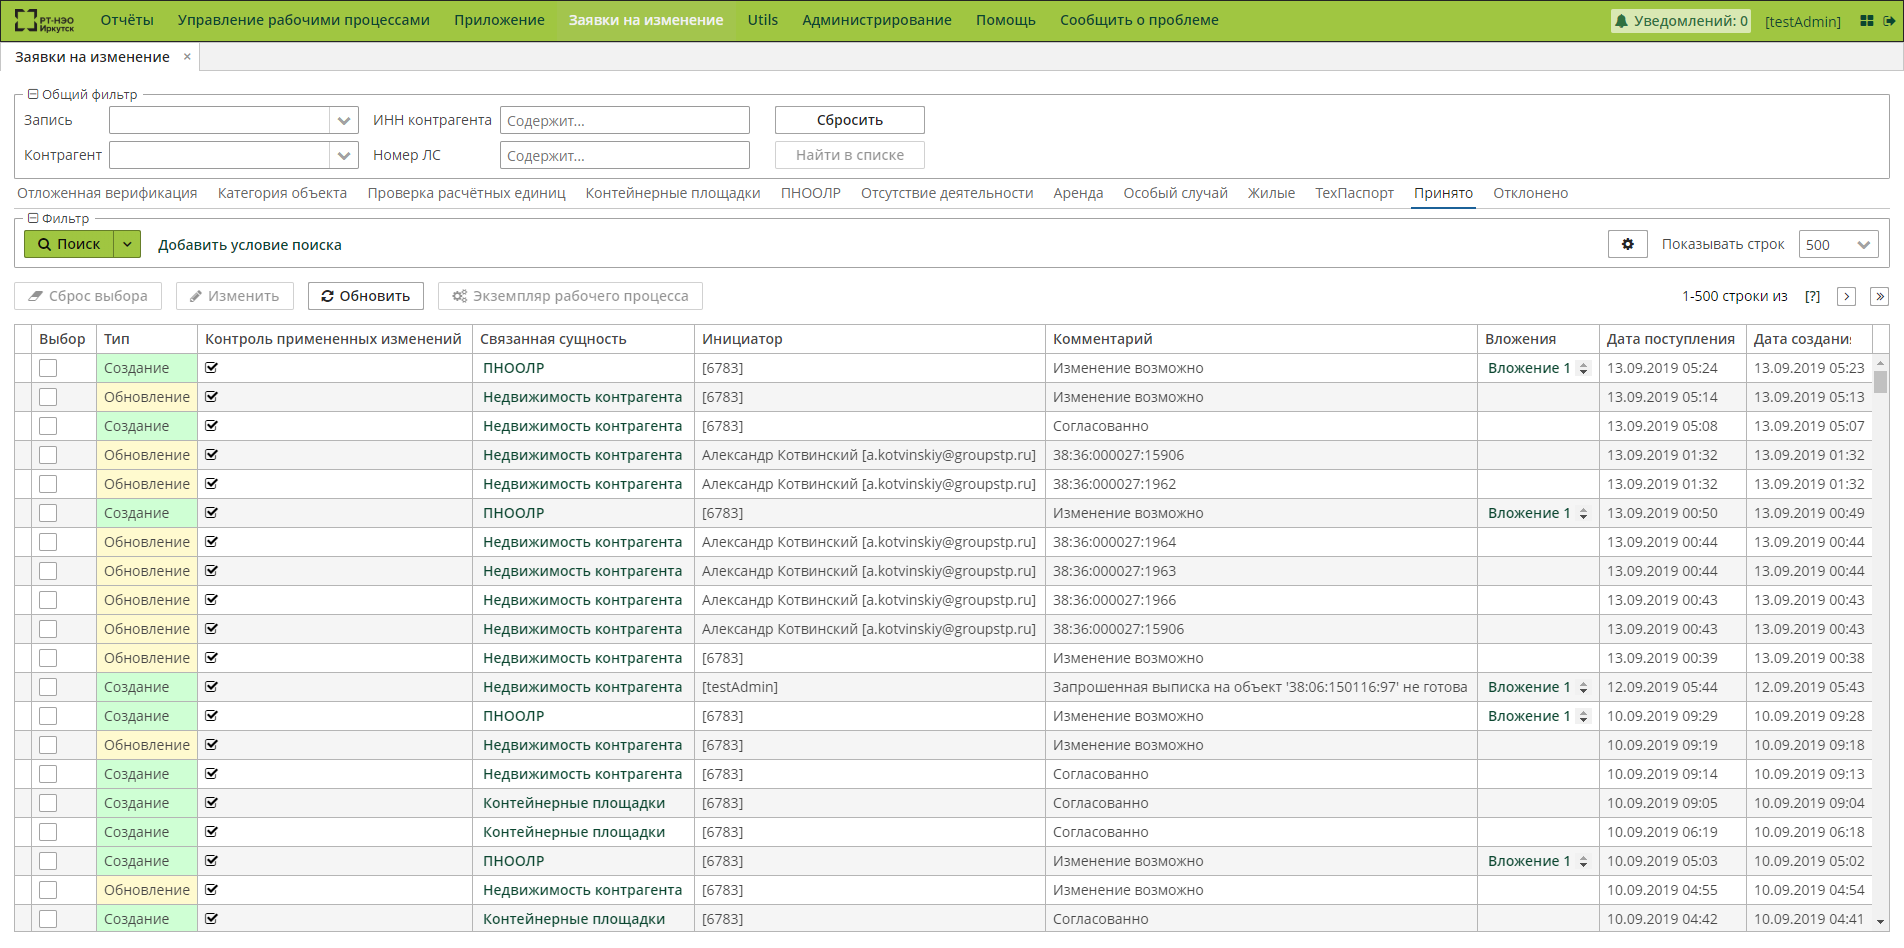 РТ-НЭО Иркутск Отчёты Управление рабочими процессами Приложение Заявки на изменение Utils Администрирование Помощь Сообщить о проблеме Уведомлений: 0 [testAdmin]
Заявки на изменение ×
Общий фильтр
Запись ИНН контрагента Содержит... Сбросить
Контрагент Номер ЛС Содержит... Найти в списке
Отложенная верификация Категория объекта Проверка расчётных единиц Контейнерные площадки ПНООЛР Отсутствие деятельности Аренда Особый случай Жилые ТехПаспорт Принято Отклонено
Фильтр
Поиск Добавить условие поиска Показывать строк 500
Сброс выбора Изменить Обновить Экземпляр рабочего процесса 1-500 строки из [?]
Выбор Тип Контроль примененных изменений Связанная сущность Инициатор Комментарий Вложения Дата поступления Дата создания
Создание ПНООЛР [6783] Изменение возможно Вложение 1 13.09.2019 05:24 13.09.2019 05:23
Обновление Недвижимость контрагента [6783] Изменение возможно 13.09.2019 05:14 13.09.2019 05:13
Создание Недвижимость контрагента [6783] Согласованно 13.09.2019 05:08 13.09.2019 05:07
Обновление Недвижимость контрагента Александр Котвинский [a.kotvinskiy@groupstp.ru] 38:36:000027:15906 13.09.2019 01:32 13.09.2019 01:32
Обновление Недвижимость контрагента Александр Котвинский [a.kotvinskiy@groupstp.ru] 38:36:000027:1962 13.09.2019 01:32 13.09.2019 01:32
Создание ПНООЛР [6783] Изменение возможно Вложение 1 13.09.2019 00:50 13.09.2019 00:49
Обновление Недвижимость контрагента Александр Котвинский [a.kotvinskiy@groupstp.ru] 38:36:000027:1964 13.09.2019 00:44 13.09.2019 00:44
Обновление Недвижимость контрагента Александр Котвинский [a.kotvinskiy@groupstp.ru] 38:36:000027:1963 13.09.2019 00:44 13.09.2019 00:44
Обновление Недвижимость контрагента Александр Котвинский [a.kotvinskiy@groupstp.ru] 38:36:000027:1966 13.09.2019 00:43 13.09.2019 00:43
Обновление Недвижимость контрагента Александр Котвинский [a.kotvinskiy@groupstp.ru] 38:36:000027:15906 13.09.2019 00:43 13.09.2019 00:43
Обновление Недвижимость контрагента [6783] Изменение возможно 13.09.2019 00:39 13.09.2019 00:38
Создание Недвижимость контрагента [testAdmin] Запрошенная выписка на объект '38:06:150116:97' не готова Вложение 1 12.09.2019 05:44 12.09.2019 05:43
Создание ПНООЛР [6783] Изменение возможно Вложение 1 10.09.2019 09:29 10.09.2019 09:28
Обновление Недвижимость контрагента [6783] Изменение возможно 10.09.2019 09:19 10.09.2019 09:18
Создание Недвижимость контрагента [6783] Согласованно 10.09.2019 09:14 10.09.2019 09:13
Создание Контейнерные площадки [6783] Согласованно 10.09.2019 09:05 10.09.2019 09:04
Создание Контейнерные площадки [6783] Согласованно 10.09.2019 06:19 10.09.2019 06:18
Создание ПНООЛР [6783] Изменение возможно Вложение 1 10.09.2019 05:03 10.09.2019 05:02
Обновление Недвижимость контрагента [6783] Изменение возможно 10.09.2019 04:55 10.09.2019 04:54
Создание Контейнерные площадки [6783] Согласованно 10.09.2019 04:42 10.09.2019 04:41